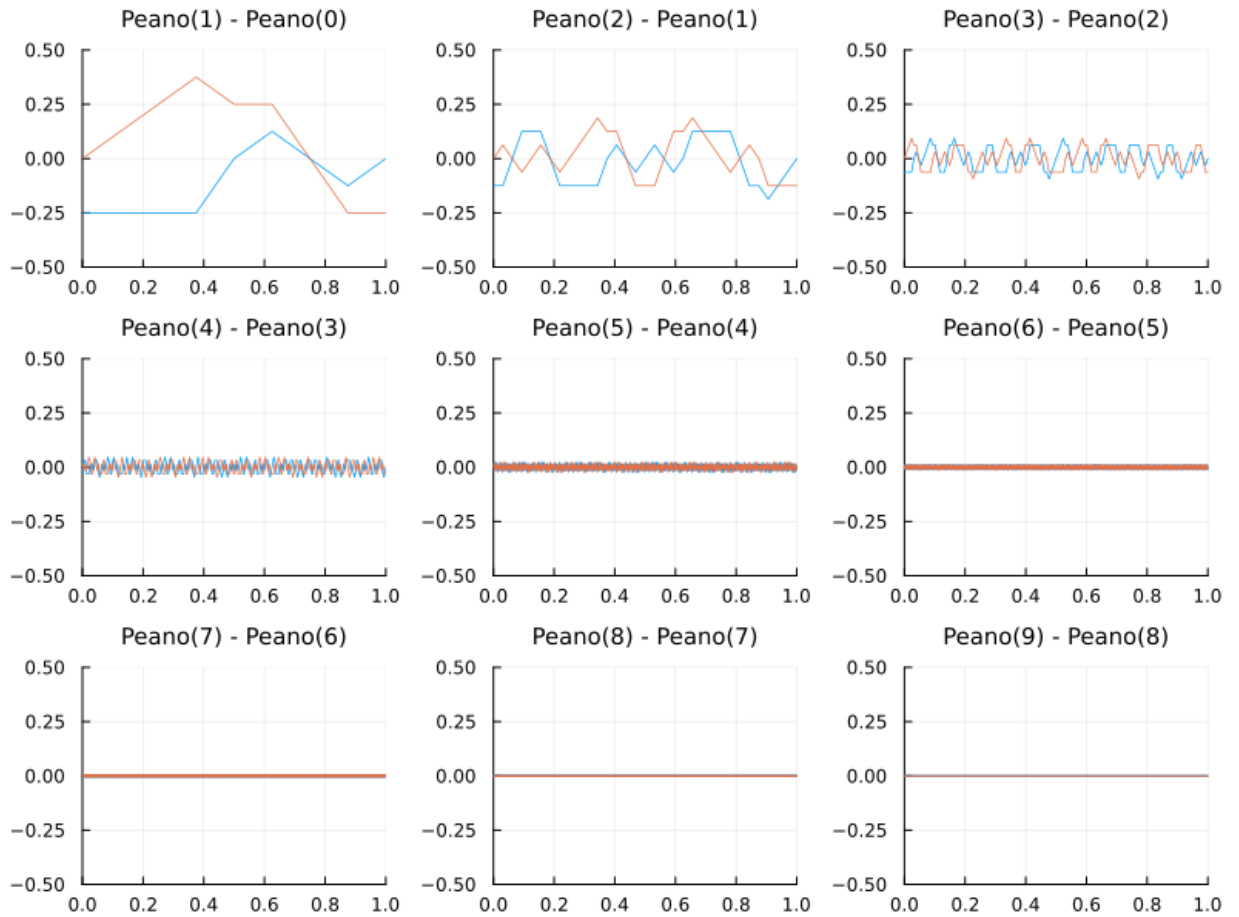 Peano(1) - Peano(0)
Peano(2) - Peano(1)
Peano(3) - Peano(2)
0.50
0.25
0.00
−0.25
−0.50
0.0 0.2 0.4 0.6 0.8 1.0
0.50
0.25
0.00
−0.25
−0.50
0.0 0.2 0.4 0.6 0.8 1.0
0.50
0.25
0.00
−0.25
−0.50
0.0 0.2 0.4 0.6 0.8 1.0
Peano(4) - Peano(3)
Peano(5) - Peano(4)
Peano(6) - Peano(5)
0.50
0.25
0.00
−0.25
−0.50
0.0 0.2 0.4 0.6 0.8 1.0
0.50
0.25
0.00
−0.25
−0.50
0.0 0.2 0.4 0.6 0.8 1.0
0.50
0.25
0.00
−0.25
−0.50
0.0 0.2 0.4 0.6 0.8 1.0
Peano(7) - Peano(6)
Peano(8) - Peano(7)
Peano(9) - Peano(8)
0.50
0.25
0.00
−0.25
−0.50
0.0 0.2 0.4 0.6 0.8 1.0
0.50
0.25
0.00
−0.25
−0.50
0.0 0.2 0.4 0.6 0.8 1.0
0.50
0.25
0.00
−0.25
−0.50
0.0 0.2 0.4 0.6 0.8 1.0